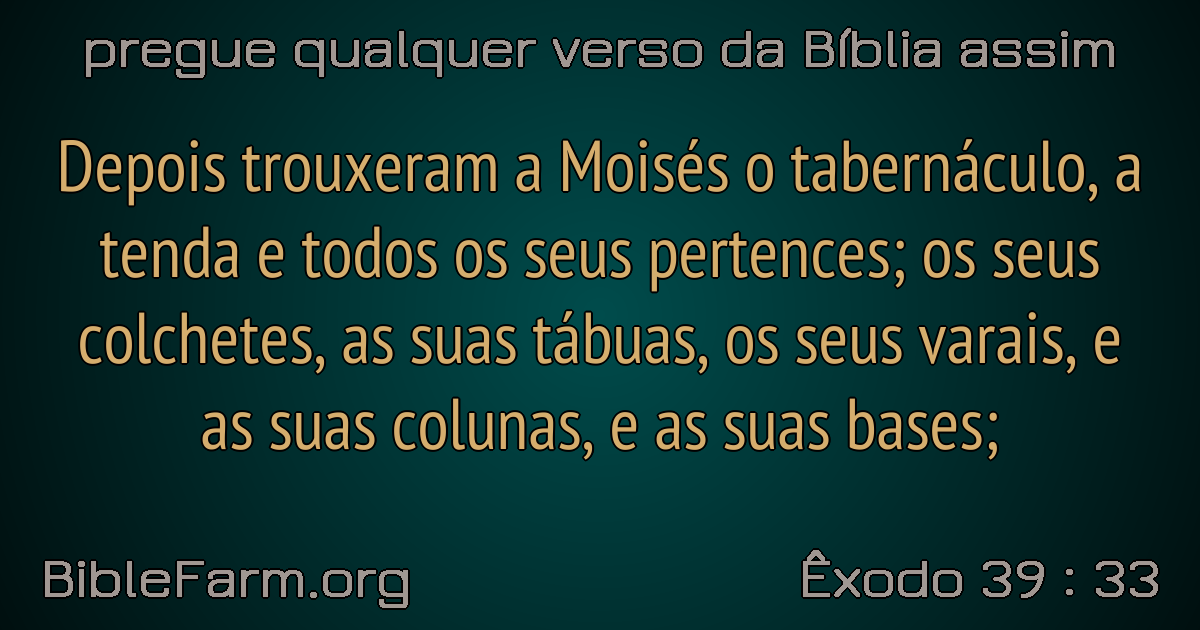 pregue qualquer verso da Bíblia assim
Depois trouxeram a Moisés o tabernáculo, a
tenda e todos os seus pertences; os seus
colchetes, as suas tábuas, os seus varais, e
as suas colunas, e as suas bases;
BibleFarm.org
Êxodo 39 : 33